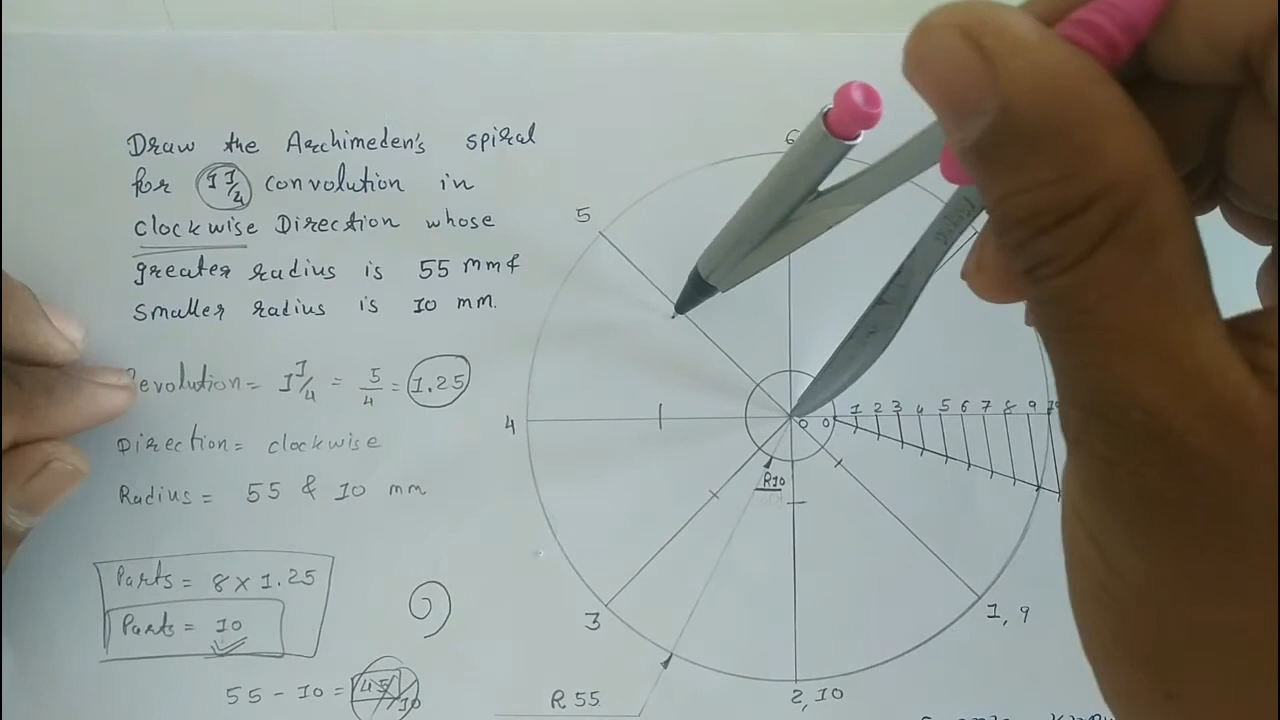 Draw the Archimeden's spiral
for 1 1/4 convolution in
clockwise Direction whose
greater radius is 55 mm &
smaller radius is 10 mm.
Revolution = 1 1/4 = 5/4 = 1.25
Direction = clockwise
Radius = 55 & 10 mm
Parts = 8 x 1.25
Parts = 10
55 - 10 = 45/10
6
5
4
3
2, 10
1, 9
0 0 1 2 3 4 5 6 7 8 9 10
R10
R 55